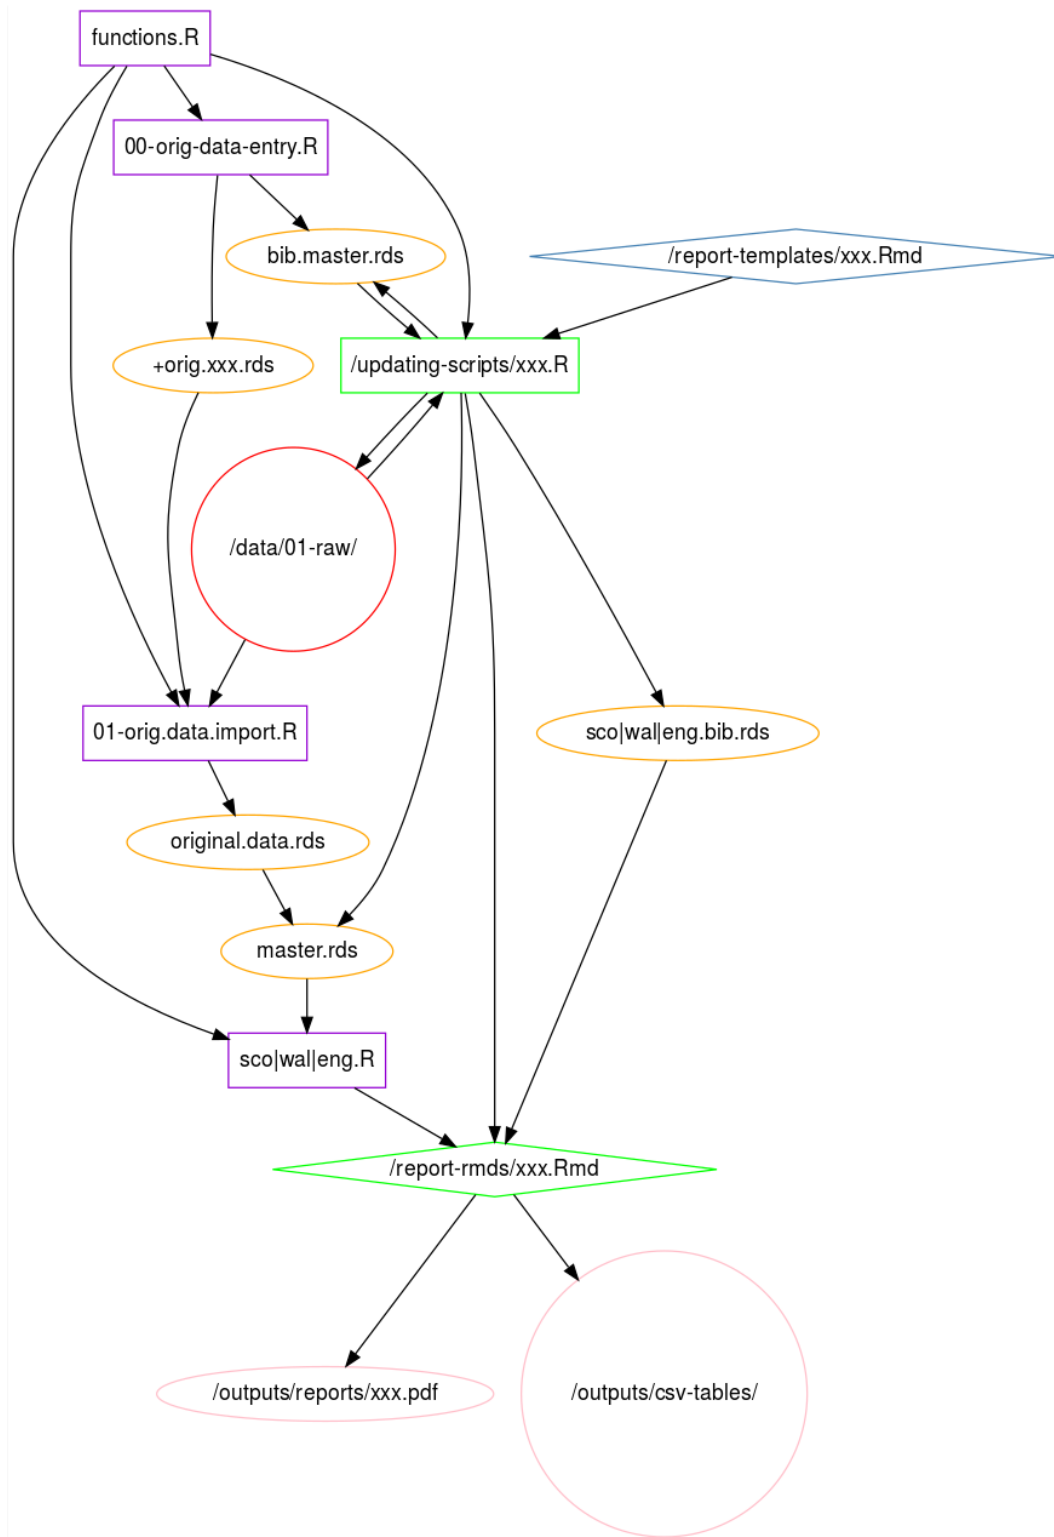 functions.R
00-orig-data-entry.R
bib.master.rds
/report-templates/xxx.Rmd
+orig.xxx.rds
/updating-scripts/xxx.R
/data/01-raw/
01-orig.data.import.R
sco|wal|eng.bib.rds
original.data.rds
master.rds
sco|wal|eng.R
/report-rmds/xxx.Rmd
/outputs/reports/xxx.pdf
/outputs/csv-tables/